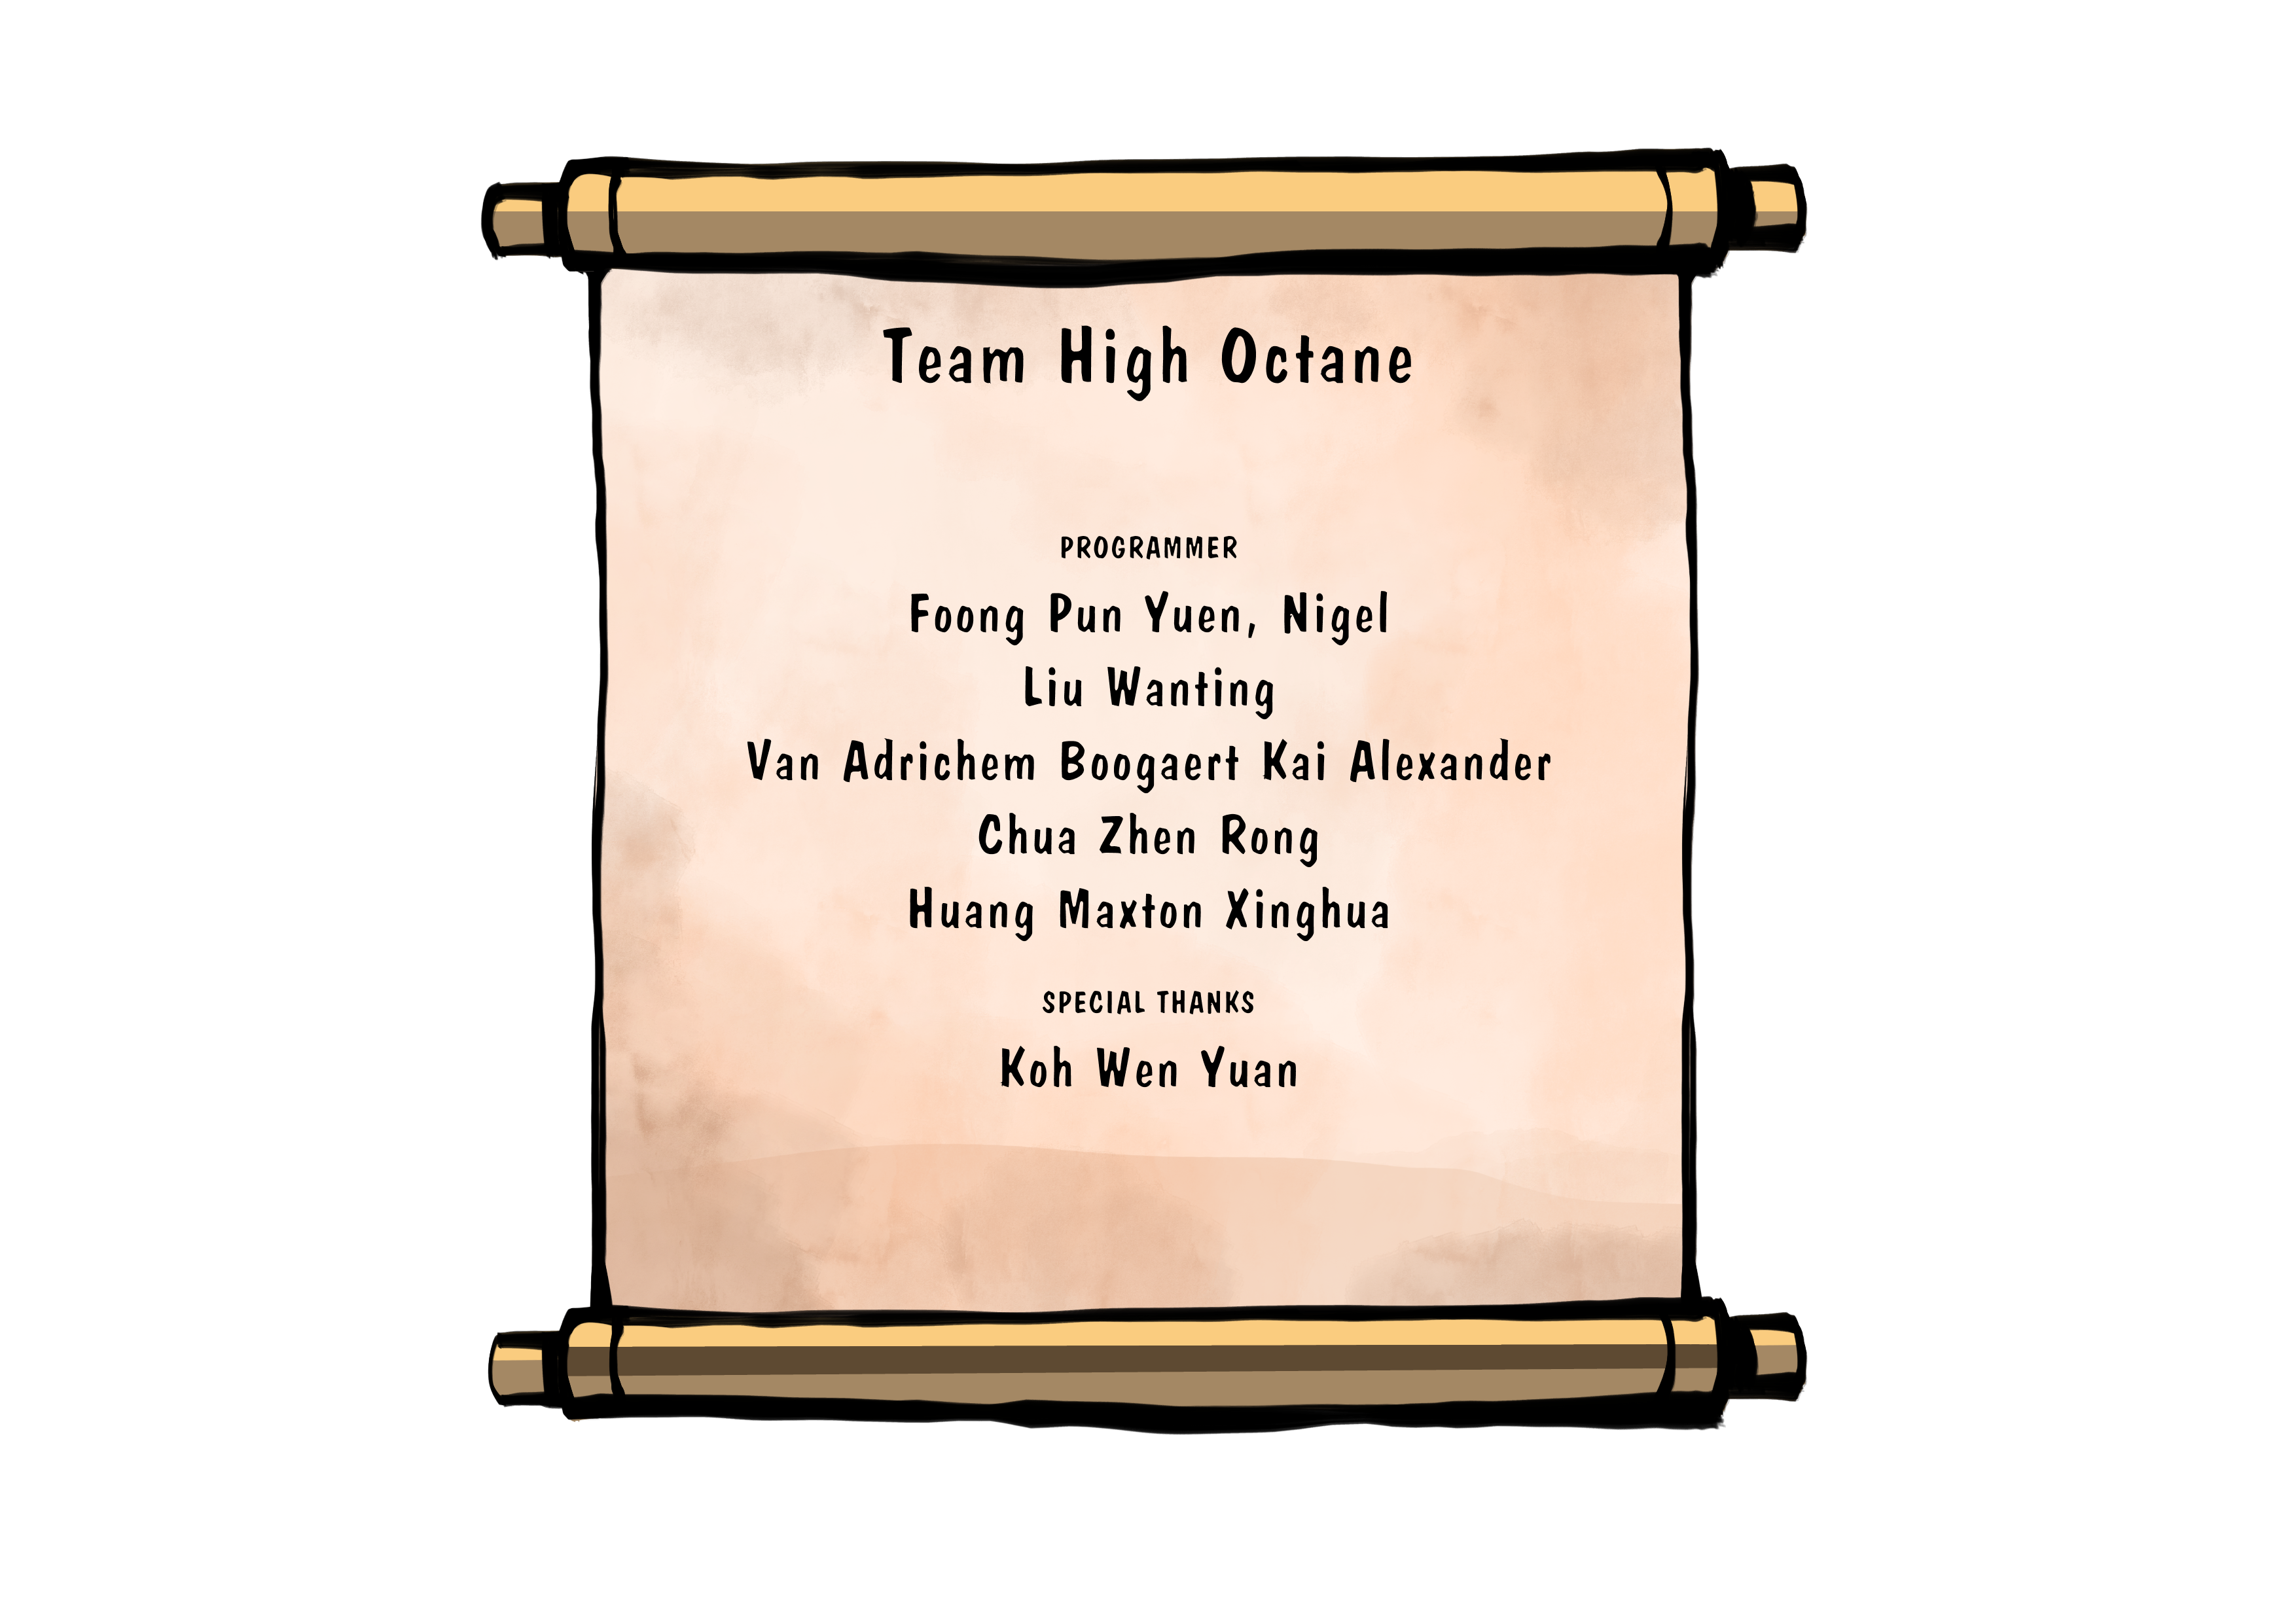 Team High Octane
PROGRAMMER
Foong Pun Yuen, Nigel
Liu Wanting
Van Adrichem Boogaert Kai Alexander
Chua Zhen Rong
Huang Maxton Xinghua
SPECIAL THANKS
Koh Wen Yuan